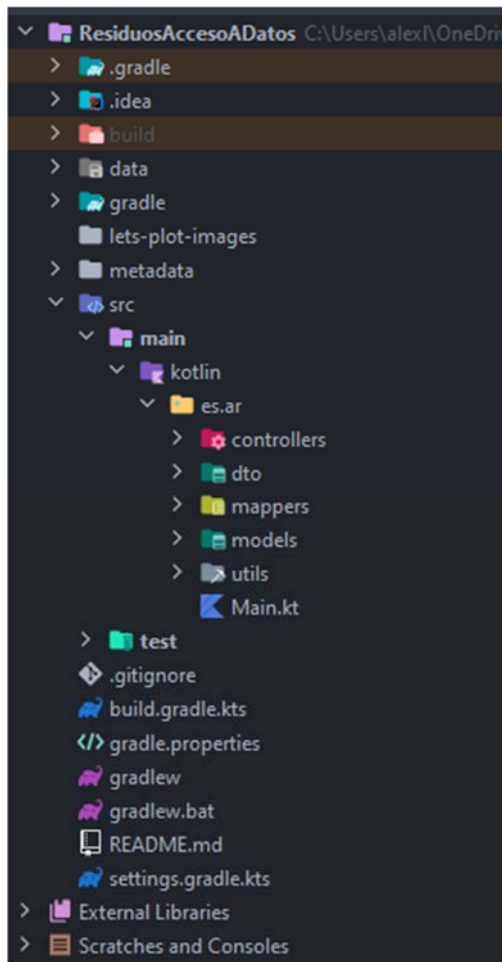 ResiduosAccesoADatos C:\Users\alexl\OneDri
.gradle
.idea
build
data
gradle
lets-plot-images
metadata
src
main
kotlin
es.ar
controllers
dto
mappers
models
utils
Main.kt
test
.gitignore
build.gradle.kts
gradle.properties
gradlew
gradlew.bat
README.md
settings.gradle.kts
External Libraries
Scratches and Consoles